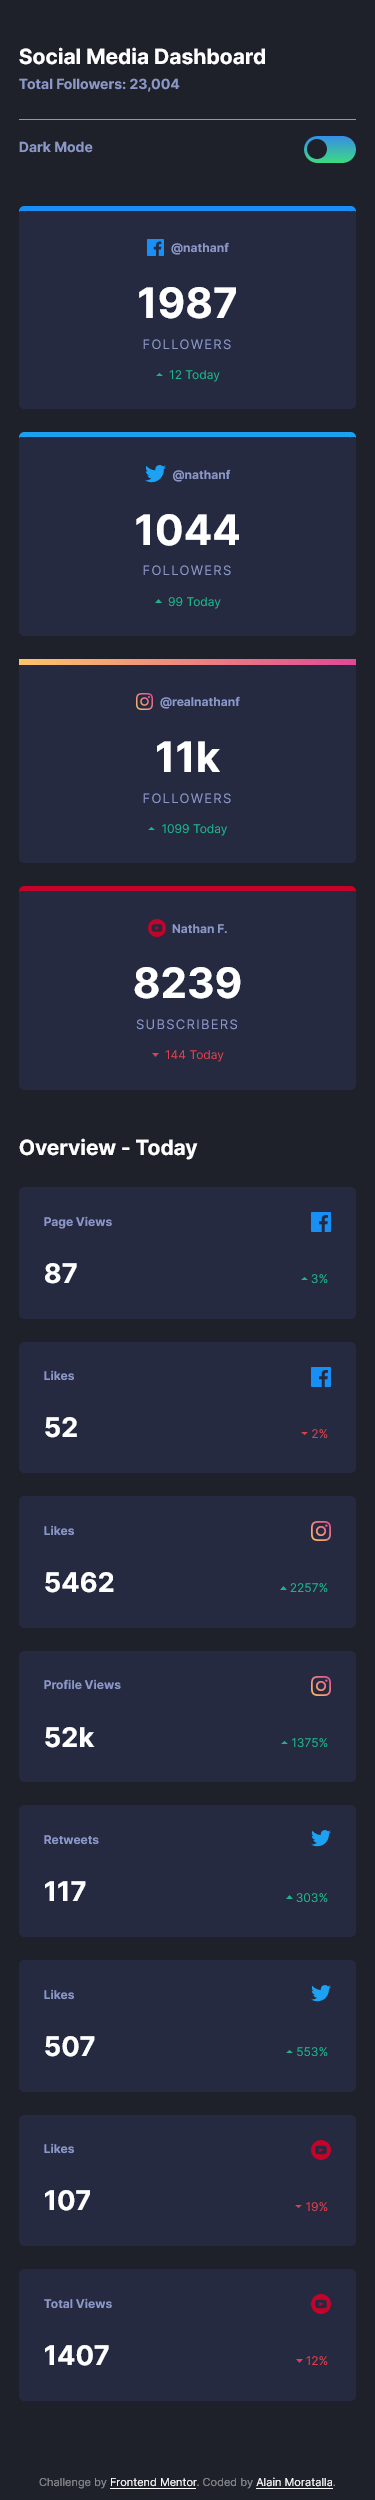 Social Media Dashboard
Total Followers: 23,004
Dark Mode
@nathanf
1987
FOLLOWERS
12 Today
@nathanf
1044
FOLLOWERS
99 Today
@realnathanf
11k
FOLLOWERS
1099 Today
Nathan F.
8239
SUBSCRIBERS
144 Today
Overview - Today
Page Views
87
3%
Likes
52
2%
Likes
5462
2257%
Profile Views
52k
1375%
Retweets
117
303%
Likes
507
553%
Likes
107
19%
Total Views
1407
12%
Challenge by Frontend Mentor. Coded by Alain Moratalla.